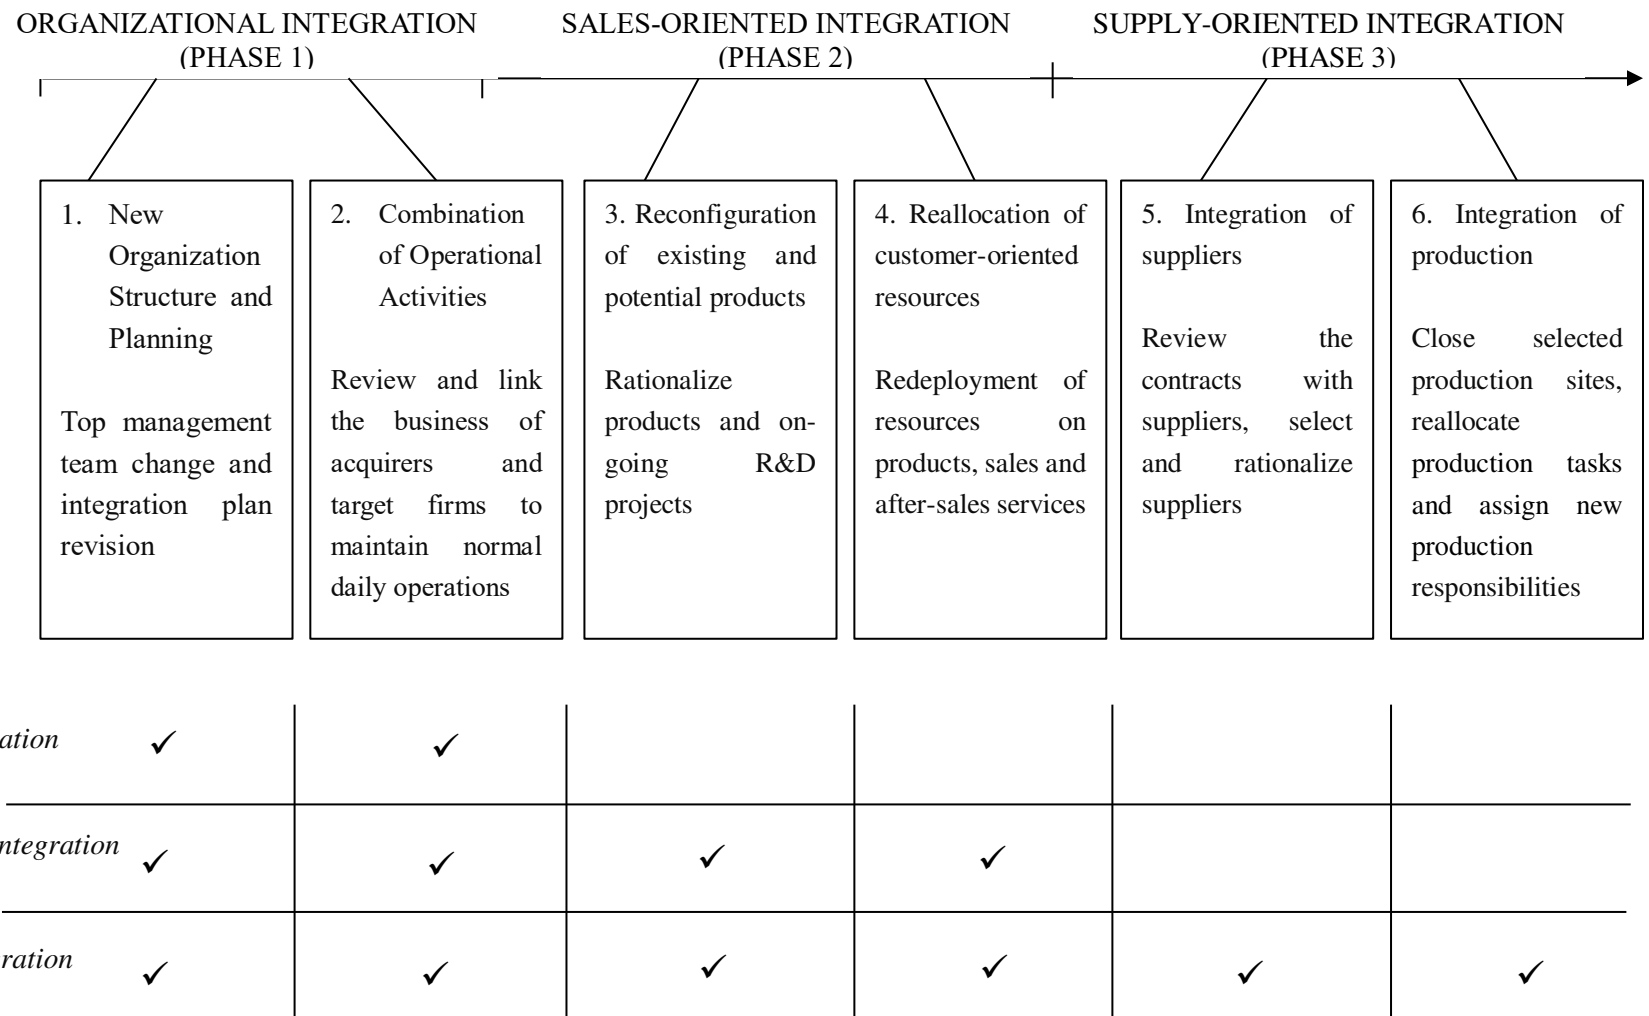 ORGANIZATIONAL INTEGRATION
(PHASE 1)
SALES-ORIENTED INTEGRATION
(PHASE 2)
SUPPLY-ORIENTED INTEGRATION
(PHASE 3)
1. New
Organization
Structure and
Planning
Top management
team change and
integration plan
revision
2. Combination
of Operational
Activities
Review and link
the business of
acquirers and
target firms to
maintain normal
daily operations
3. Reconfiguration
of existing and
potential products
Rationalize
products and on-
going R&D
projects
4. Reallocation of
customer-oriented
resources
Redeployment of
resources on
products, sales and
after-sales services
5. Integration of
suppliers
Review the
contracts with
suppliers, select
and rationalize
suppliers
6. Integration of
production
Close selected
production sites,
reallocate
production tasks
and assign new
production
responsibilities
ation
ntegration
ration